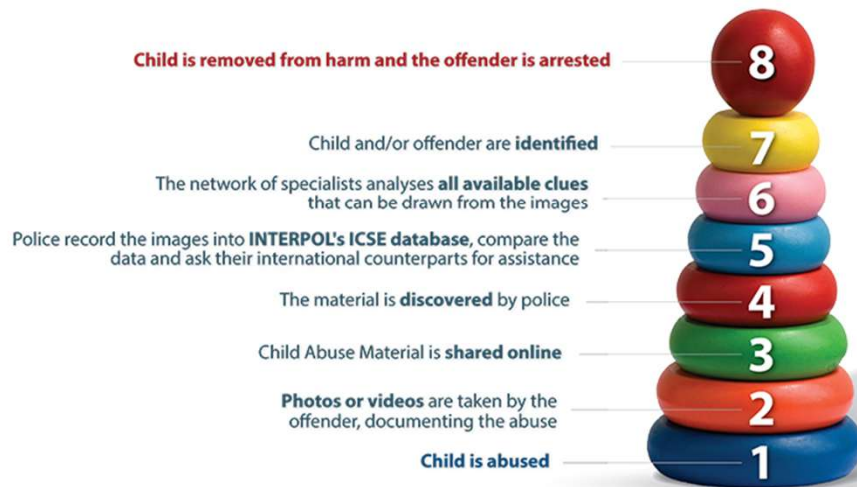 Child is removed from harm and the offender is arrested
8
Child and/or offender are identified
7
The network of specialists analyses all available clues
that can be drawn from the images
6
Police record the images into INTERPOL's ICSE database, compare the
data and ask their international counterparts for assistance
5
The material is discovered by police
4
Child Abuse Material is shared online
3
Photos or videos are taken by the
offender, documenting the abuse
2
Child is abused
1